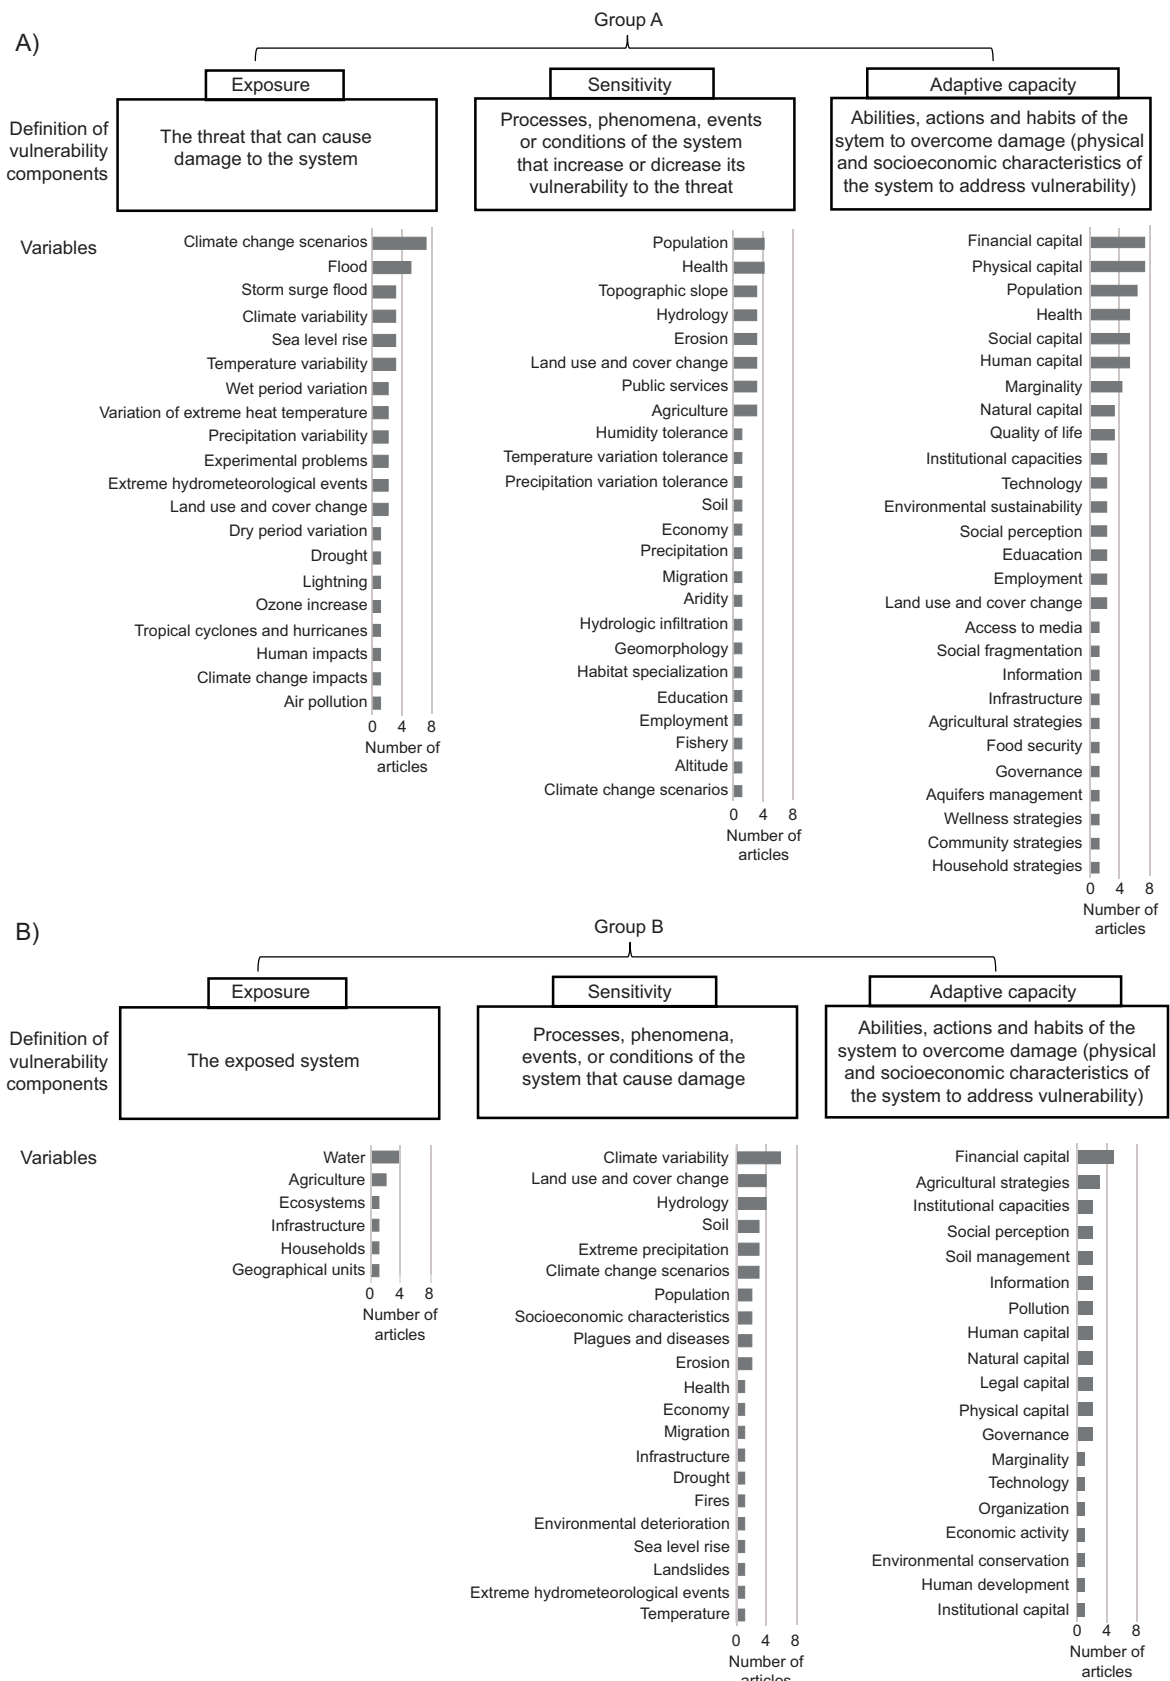 A)
Group A
Exposure
Sensitivity
Adaptive capacity
Definition of
vulnerability
components
The threat that can cause
damage to the system
Processes, phenomena, events
or conditions of the system
that increase or dicrease its
vulnerability to the threat
Abilities, actions and habits of the
sytem to overcome damage (physical
and socioeconomic characteristics of
the system to address vulnerability)
Variables
Climate change scenarios
Flood
Storm surge flood
Climate variability
Sea level rise
Temperature variability
Wet period variation
Variation of extreme heat temperature
Precipitation variability
Experimental problems
Extreme hydrometeorological events
Land use and cover change
Dry period variation
Drought
Lightning
Ozone increase
Tropical cyclones and hurricanes
Human impacts
Climate change impacts
Air pollution
0 4 8
Number of
articles
Population
Health
Topographic slope
Hydrology
Erosion
Land use and cover change
Public services
Agriculture
Humidity tolerance
Temperature variation tolerance
Precipitation variation tolerance
Soil
Economy
Precipitation
Migration
Aridity
Hydrologic infiltration
Geomorphology
Habitat specialization
Education
Employment
Fishery
Altitude
Climate change scenarios
0 4 8
Number of
articles
Financial capital
Physical capital
Population
Health
Social capital
Human capital
Marginality
Natural capital
Quality of life
Institutional capacities
Technology
Environmental sustainability
Social perception
Eduacation
Employment
Land use and cover change
Access to media
Social fragmentation
Information
Infrastructure
Agricultural strategies
Food security
Governance
Aquifers management
Wellness strategies
Community strategies
Household strategies
0 4 8
Number of
articles
B)
Group B
Exposure
Sensitivity
Adaptive capacity
Definition of
vulnerability
components
The exposed system
Processes, phenomena,
events, or conditions of the
system that cause damage
Abilities, actions and habits of the
system to overcome damage (physical
and socioeconomic characteristics of
the system to address vulnerability)
Variables
Water
Agriculture
Ecosystems
Infrastructure
Households
Geographical units
0 4 8
Number of
articles
Climate variability
Land use and cover change
Hydrology
Soil
Extreme precipitation
Climate change scenarios
Population
Socioeconomic characteristics
Plagues and diseases
Erosion
Health
Economy
Migration
Infrastructure
Drought
Fires
Environmental deterioration
Sea level rise
Landslides
Extreme hydrometeorological events
Temperature
0 4 8
Number of
articles
Financial capital
Agricultural strategies
Institutional capacities
Social perception
Soil management
Information
Pollution
Human capital
Natural capital
Legal capital
Physical capital
Governance
Marginality
Technology
Organization
Economic activity
Environmental conservation
Human development
Institutional capital
0 4 8
Number of
articles